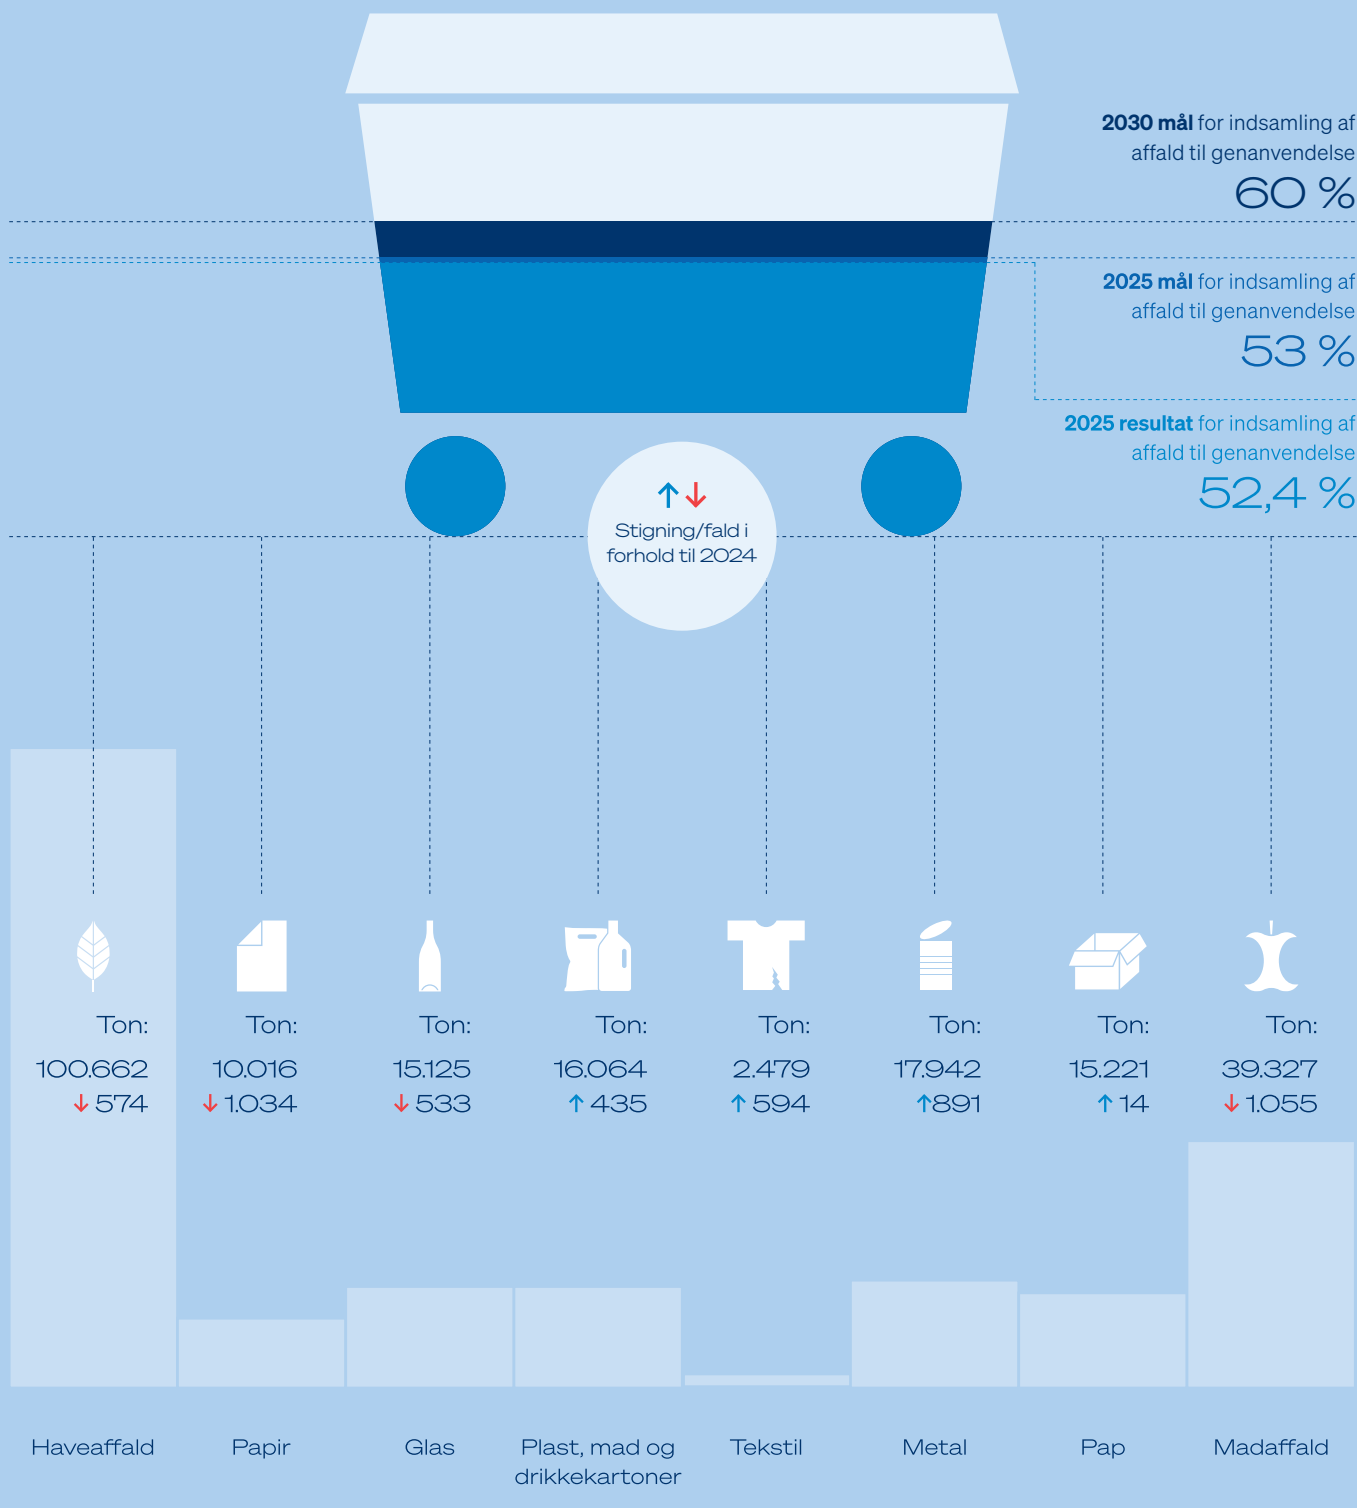 2030 mål for indsamling af
affald til genanvendelse
60 %
2025 mål for indsamling af
affald til genanvendelse
53 %
2025 resultat for indsamling af
affald til genanvendelse
52,4 %
↑↓
Stigning/fald i
forhold til 2024
Ton:
100.662
↓ 574
Haveaffald
Ton:
10.016
↓ 1.034
Papir
Ton:
15.125
↓ 533
Glas
Ton:
16.064
↑ 435
Plast, mad og
drikkekartoner
Ton:
2.479
↑ 594
Tekstil
Ton:
17.942
↑891
Metal
Ton:
15.221
↑ 14
Pap
Ton:
39.327
↓ 1.055
Madaffald